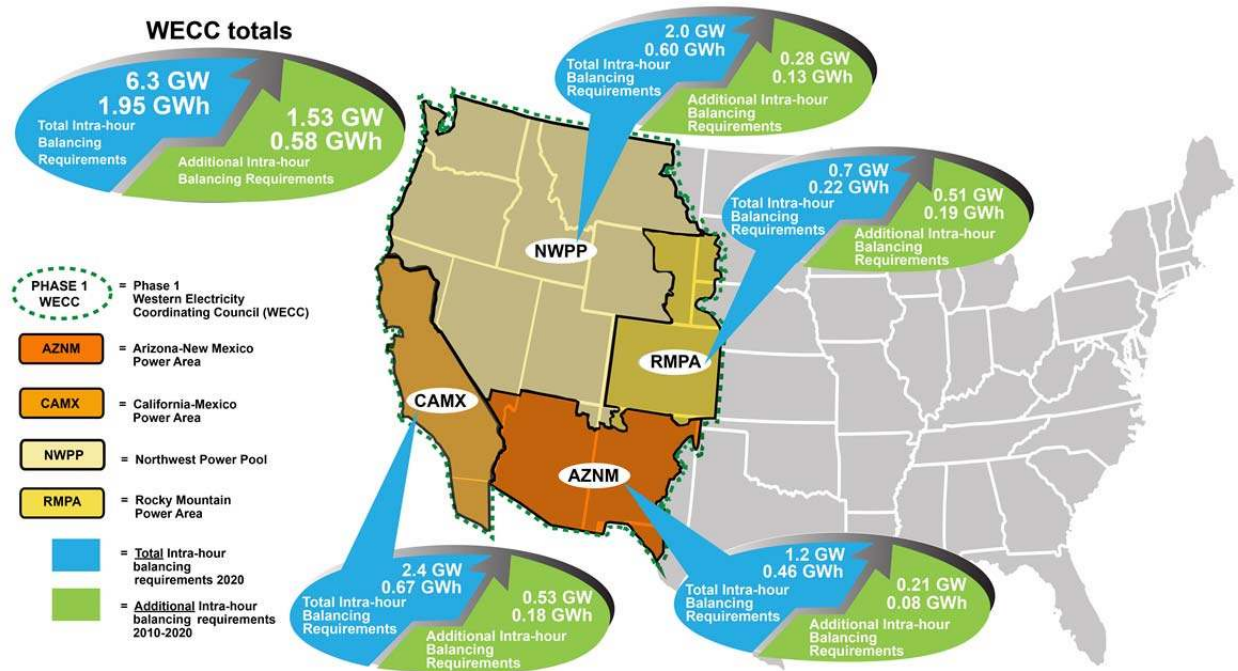 WECC totals
6.3 GW
1.95 GWh
Total Intra-hour
Balancing
Requirements
1.53 GW
0.58 GWh
Additional Intra-hour
Balancing Requirements
2.0 GW
0.60 GWh
Total Intra-hour
Balancing
Requirements
0.28 GW
0.13 GWh
Additional Intra-hour
Balancing
Requirements
0.7 GW
0.22 GWh
Total Intra-hour
Balancing
Requirements
0.51 GW
0.19 GWh
Additional Intra-hour
Balancing
Requirements
NWPP
RMPA
CAMX
AZNM
PHASE 1
WECC
= Phase 1
Western Electricity
Coordinating Council (WECC)
AZNM
= Arizona-New Mexico
Power Area
CAMX
= California-Mexico
Power Area
NWPP
= Northwest Power Pool
RMPA
= Rocky Mountain
Power Area
= Total Intra-hour
balancing
requirements 2020
= Additional Intra-hour
balancing requirements
2010-2020
2.4 GW
0.67 GWh
Total Intra-hour
Balancing
Requirements
0.53 GW
0.18 GWh
Additional Intra-hour
Balancing
Requirements
1.2 GW
0.46 GWh
Total Intra-hour
Balancing
Requirements
0.21 GW
0.08 GWh
Additional Intra-hour
Balancing
Requirements